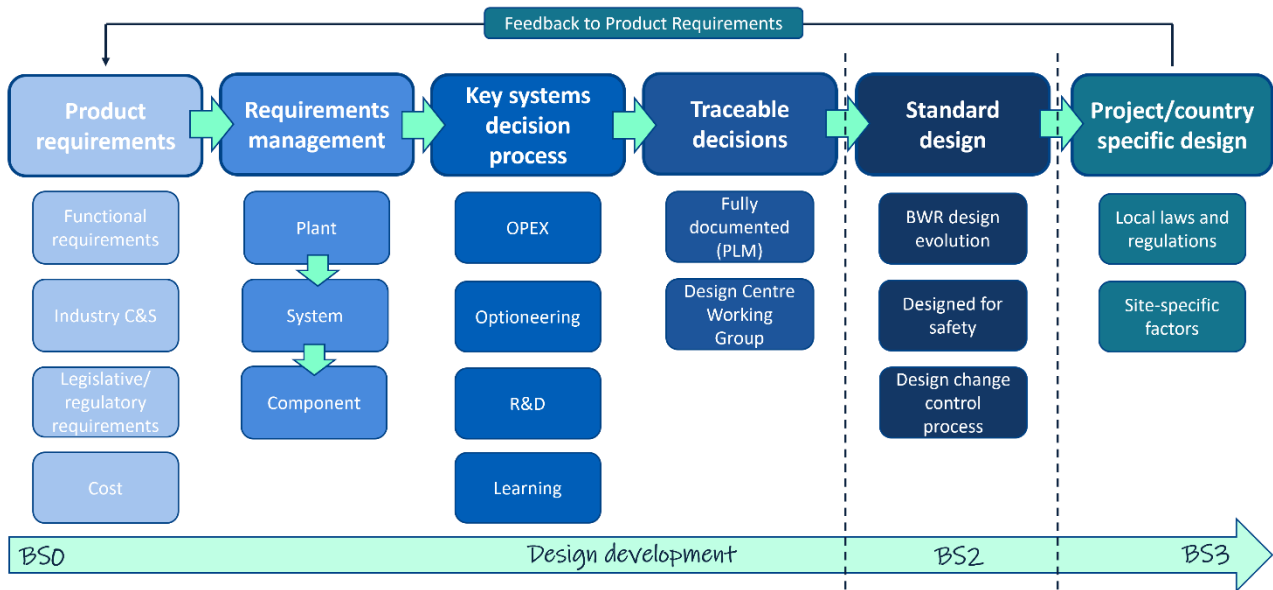 Feedback to Product Requirements
Product
requirements
Requirements
management
Key systems
decision
process
Traceable
decisions
Standard
design
Project/country
specific design
Functional
requirements
Industry C&S
Legislative/
regulatory
requirements
Cost
Plant
System
Component
OPEX
Optioneering
R&D
Learning
Fully
documented
(PLM)
Design Centre
Working
Group
BWR design
evolution
Designed for
safety
Design change
control
process
Local laws and
regulations
Site-specific
factors
BS0
Design development
BS2
BS3